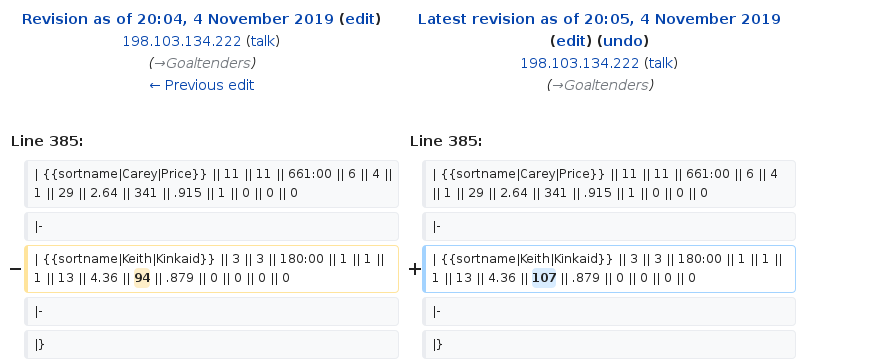 Revision as of 20:04, 4 November 2019 (edit)
198.103.134.222 (talk)
(→Goaltenders)
← Previous edit
Latest revision as of 20:05, 4 November 2019
(edit) (undo)
198.103.134.222 (talk)
(→Goaltenders)
Line 385:
Line 385:
| {{sortname|Carey|Price}} || 11 || 11 || 661:00 || 6 || 4 ||
1 || 29 || 2.64 || 341 || .915 || 1 || 0 || 0 || 0
| {{sortname|Carey|Price}} || 11 || 11 || 661:00 || 6 || 4
|| 1 || 29 || 2.64 || 341 || .915 || 1 || 0 || 0 || 0
|-
|-
− | {{sortname|Keith|Kinkaid}} || 3 || 3 || 180:00 || 1 || 1 ||
1 || 13 || 4.36 || 94 || .879 || 0 || 0 || 0 || 0
+ | {{sortname|Keith|Kinkaid}} || 3 || 3 || 180:00 || 1 || 1 ||
1 || 13 || 4.36 || 107 || .879 || 0 || 0 || 0 || 0
|-
|-
|}
|}